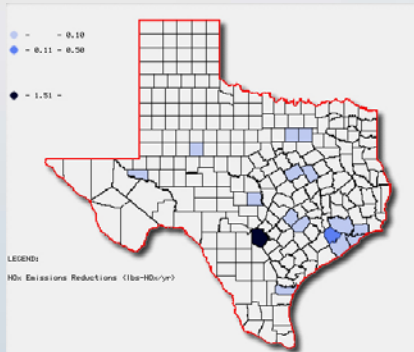 - - 0.10
- 0.11 - 0.50
- 1.51 -
LEGEND:
NOx Emissions Reductions (lbs-NOx/yr)